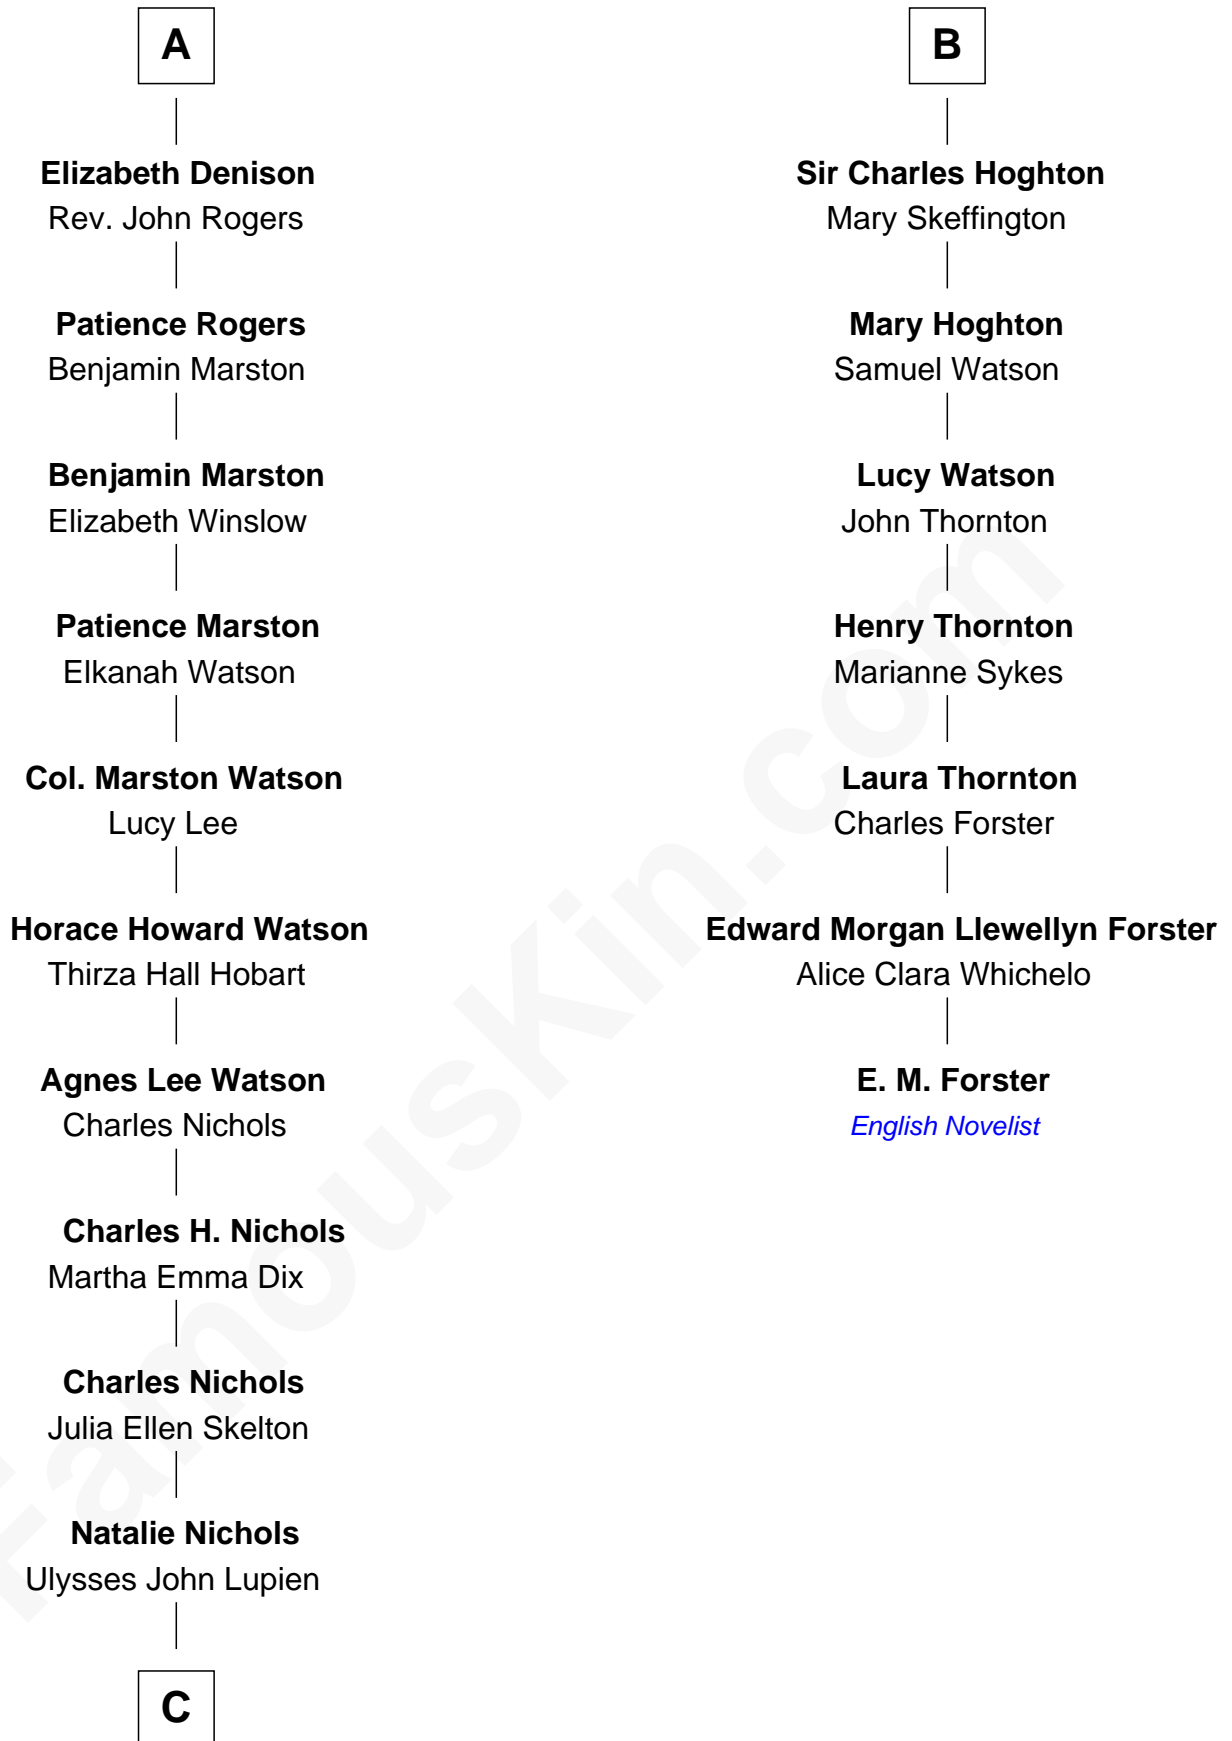 A
Elizabeth Denison
Rev. John Rogers
Patience Rogers
Benjamin Marston
Benjamin Marston
Elizabeth Winslow
Patience Marston
Elkanah Watson
Col. Marston Watson
Lucy Lee
Horace Howard Watson
Thirza Hall Hobart
Agnes Lee Watson
Charles Nichols
Charles H. Nichols
Martha Emma Dix
Charles Nichols
Julia Ellen Skelton
Natalie Nichols
Ulysses John Lupien
C
B
Sir Charles Hoghton
Mary Skeffington
Mary Hoghton
Samuel Watson
Lucy Watson
John Thornton
Henry Thornton
Marianne Sykes
Laura Thornton
Charles Forster
Edward Morgan Llewellyn Forster
Alice Clara Whichelo
E. M. Forster
English Novelist
FamousKin.com